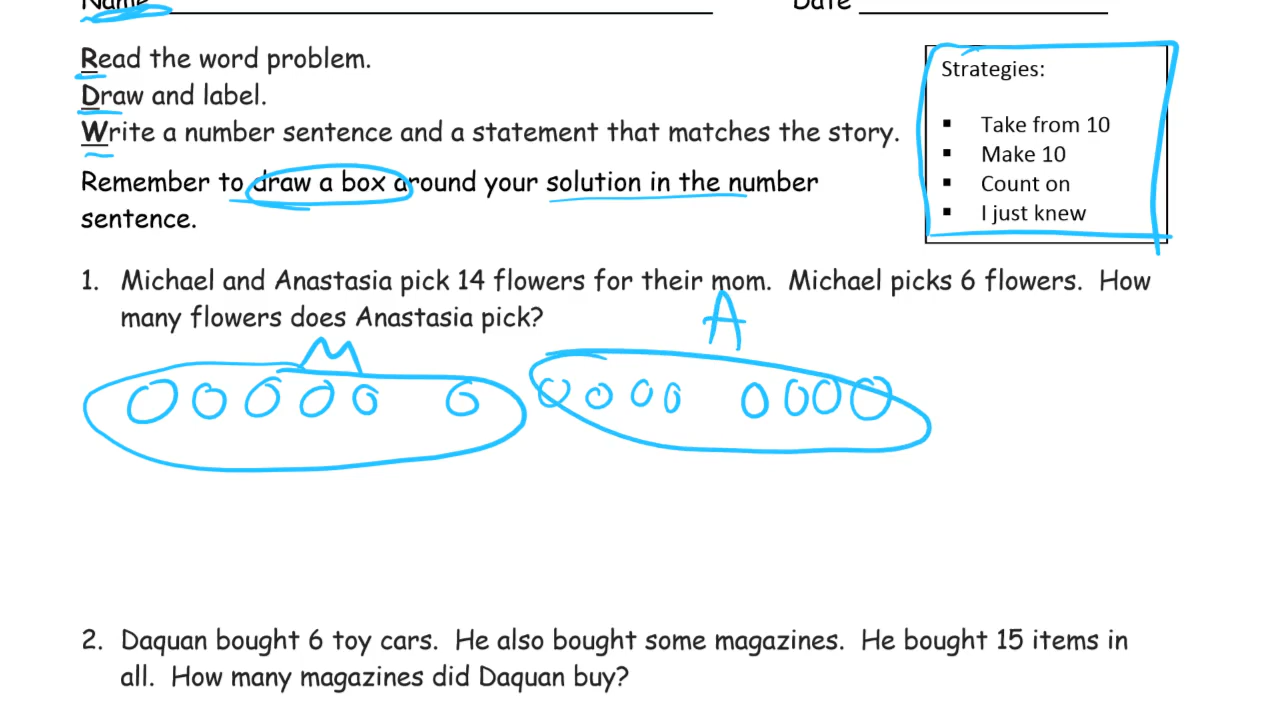 Name Date
Read the word problem.
Draw and label.
Write a number sentence and a statement that matches the story.
Remember to draw a box around your solution in the number
sentence.
Strategies:
▪ Take from 10
▪ Make 10
▪ Count on
▪ I just knew
1. Michael and Anastasia pick 14 flowers for their mom. Michael picks 6 flowers. How
many flowers does Anastasia pick?
M A
2. Daquan bought 6 toy cars. He also bought some magazines. He bought 15 items in
all. How many magazines did Daquan buy?